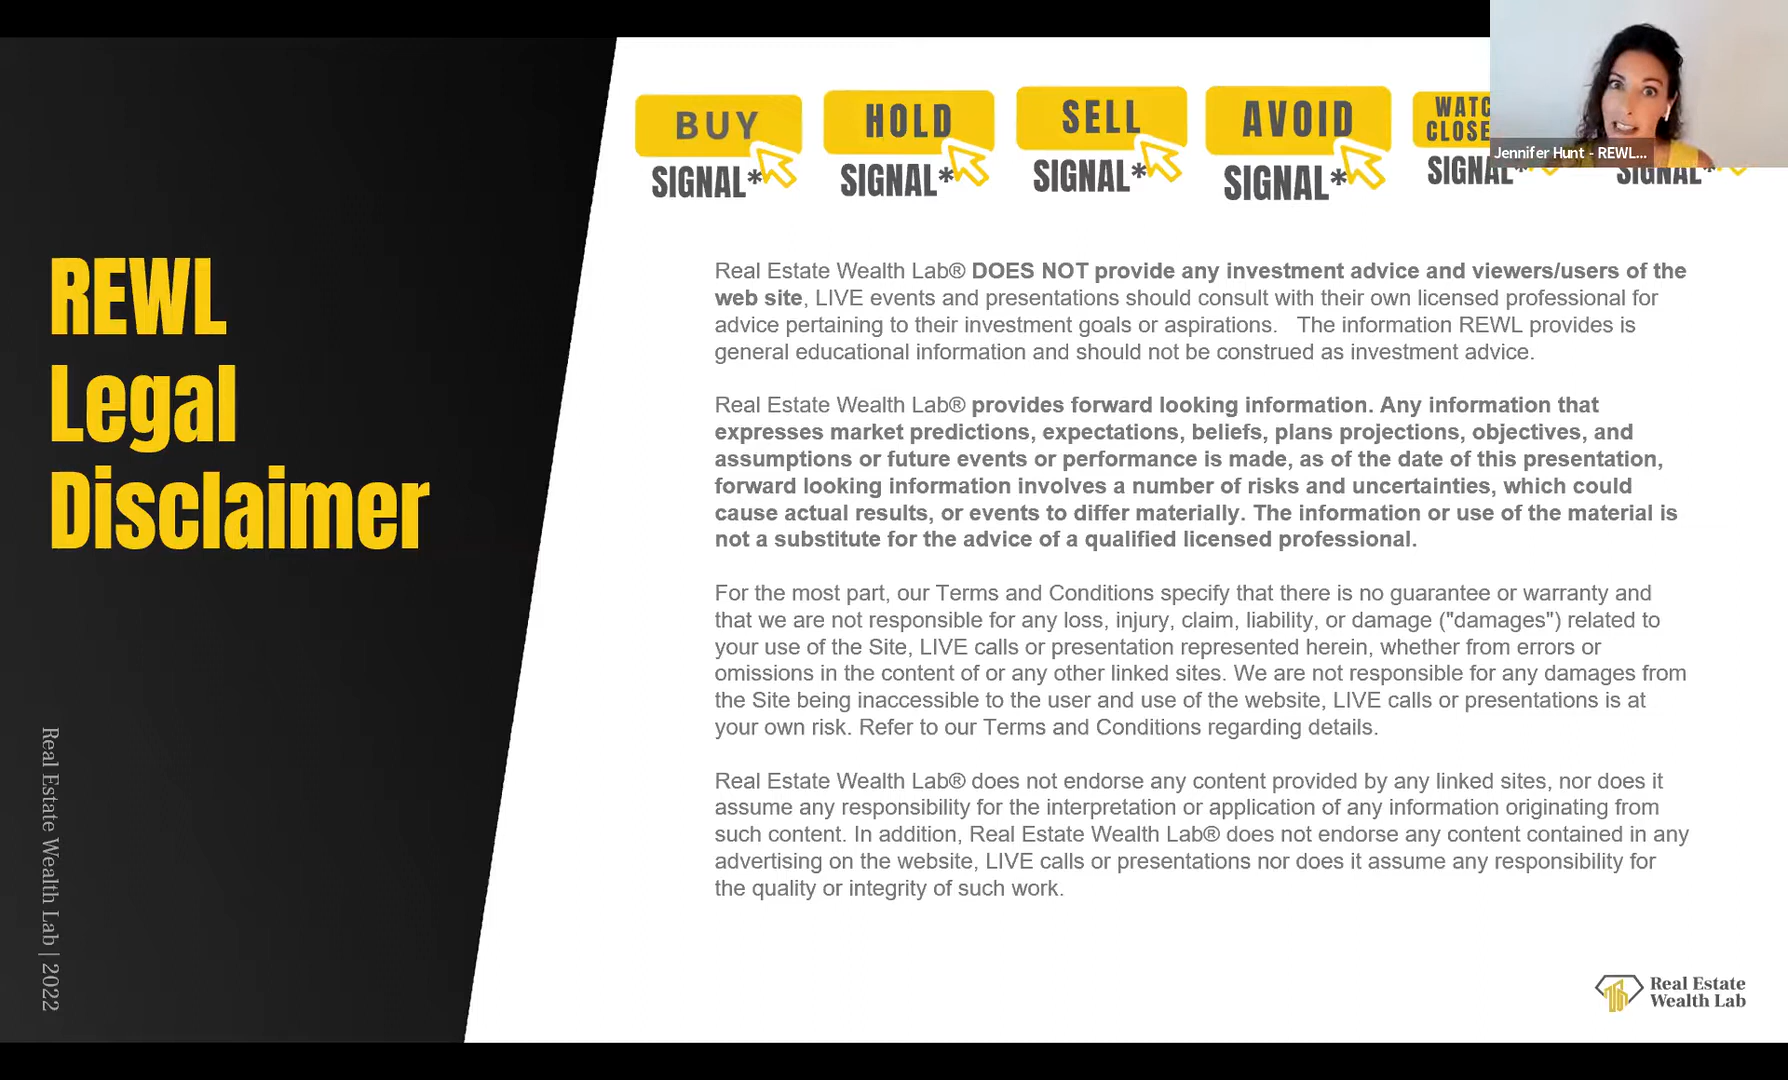 BUY
SIGNAL*
HOLD
SIGNAL*
SELL
SIGNAL*
AVOID
SIGNAL*
SIGNAL*
SIGNAL*
Jennifer Hunt - REWL...
REWL
Legal
Disclaimer
Real Estate Wealth Lab® DOES NOT provide any investment advice and viewers/users of the
web site, LIVE events and presentations should consult with their own licensed professional for
advice pertaining to their investment goals or aspirations. The information REWL provides is
general educational information and should not be construed as investment advice.
Real Estate Wealth Lab® provides forward looking information. Any information that
expresses market predictions, expectations, beliefs, plans projections, objectives, and
assumptions or future events or performance is made, as of the date of this presentation,
forward looking information involves a number of risks and uncertainties, which could
cause actual results, or events to differ materially. The information or use of the material is
not a substitute for the advice of a qualified licensed professional.
For the most part, our Terms and Conditions specify that there is no guarantee or warranty and
that we are not responsible for any loss, injury, claim, liability, or damage ("damages") related to
your use of the Site, LIVE calls or presentation represented herein, whether from errors or
omissions in the content of or any other linked sites. We are not responsible for any damages from
the Site being inaccessible to the user and use of the website, LIVE calls or presentations is at
your own risk. Refer to our Terms and Conditions regarding details.
Real Estate Wealth Lab® does not endorse any content provided by any linked sites, nor does it
assume any responsibility for the interpretation or application of any information originating from
such content. In addition, Real Estate Wealth Lab® does not endorse any content contained in any
advertising on the website, LIVE calls or presentations nor does it assume any responsibility for
the quality or integrity of such work.
Real Estate Wealth Lab | 2022
Real Estate
Wealth Lab